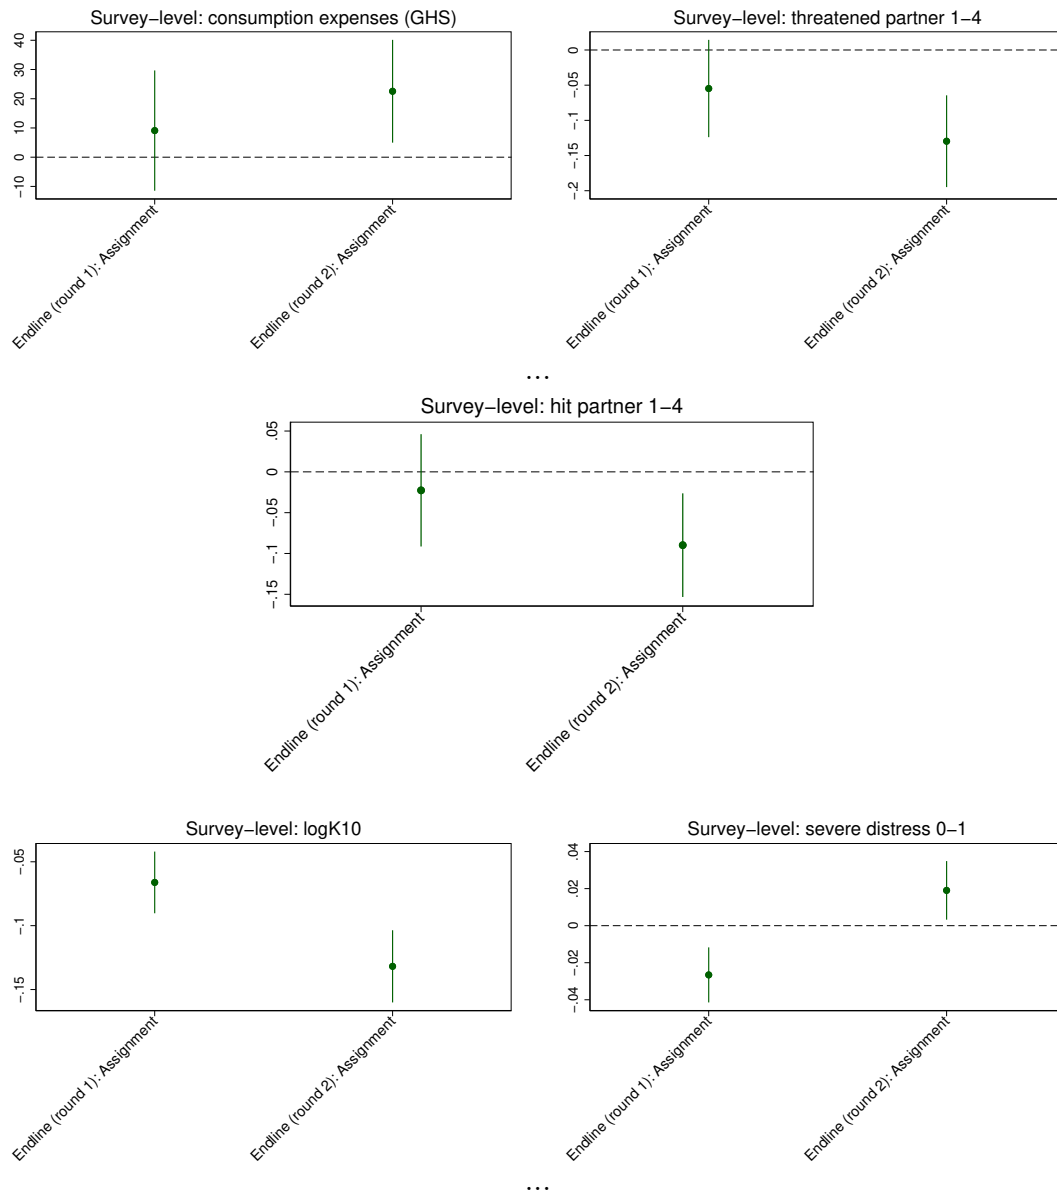 Survey−level: consumption expenses (GHS)
40
30
20
10
0
−10
Endline (round 1): Assignment
Endline (round 2): Assignment
Survey−level: threatened partner 1−4
0
−.05
−.1
−.15
−.2
Endline (round 1): Assignment
Endline (round 2): Assignment
...
Survey−level: hit partner 1−4
.05
0
−.05
−.1
−.15
Endline (round 1): Assignment
Endline (round 2): Assignment
Survey−level: logK10
−.05
−.1
−.15
Endline (round 1): Assignment
Endline (round 2): Assignment
Survey−level: severe distress 0−1
.04
.02
0
−.02
−.04
Endline (round 1): Assignment
Endline (round 2): Assignment
...